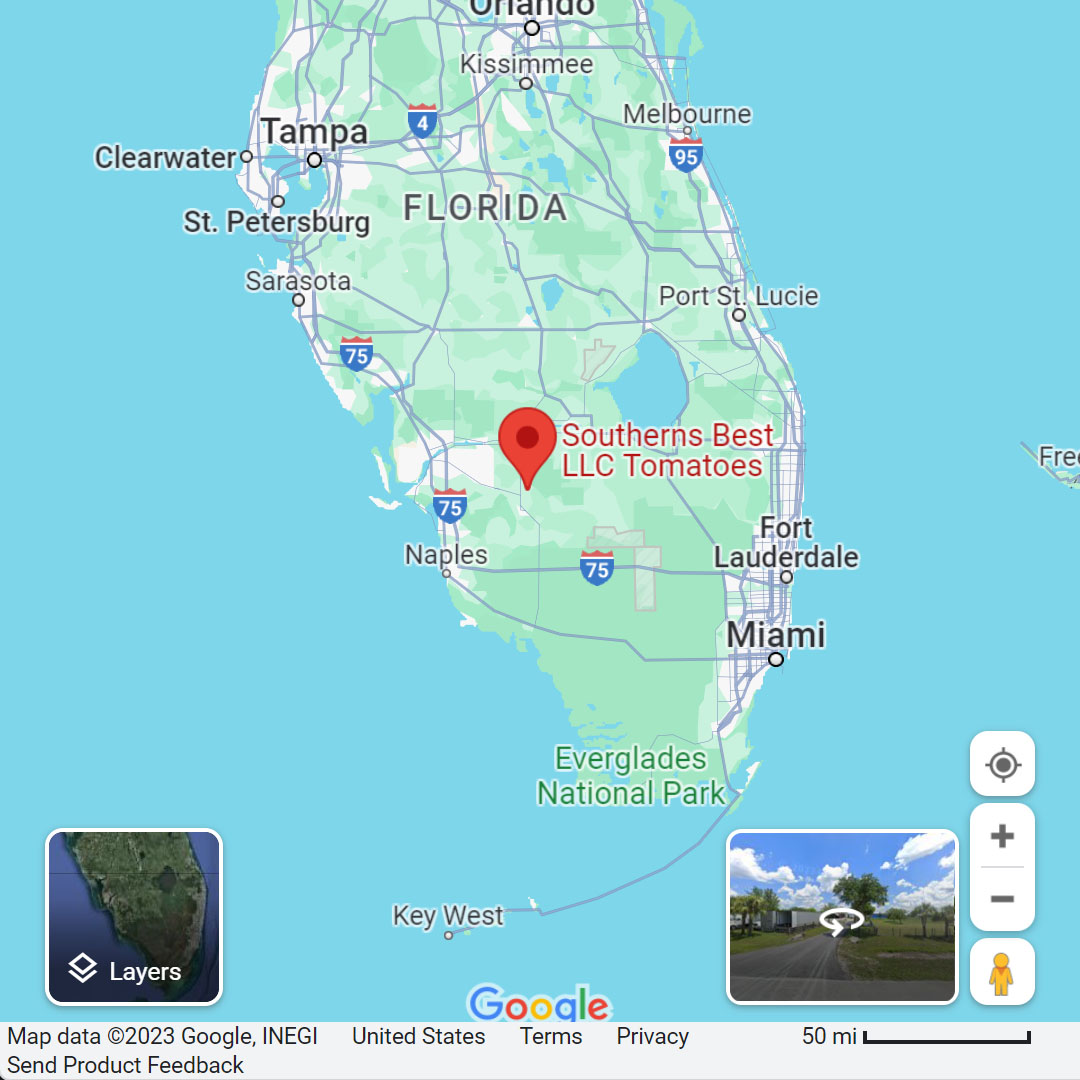 Orlando
Kissimmee
4
Melbourne
Tampa
95
Clearwater
FLORIDA
St. Petersburg
Sarasota
Port St. Lucie
75
Southerns Best
LLC Tomatoes
Free
75
Fort
Lauderdale
Naples
75
Miami
Everglades
National Park
Key West
Layers
Google
Map data ©2023 Google, INEGI United States Terms Privacy 50 mi
Send Product Feedback